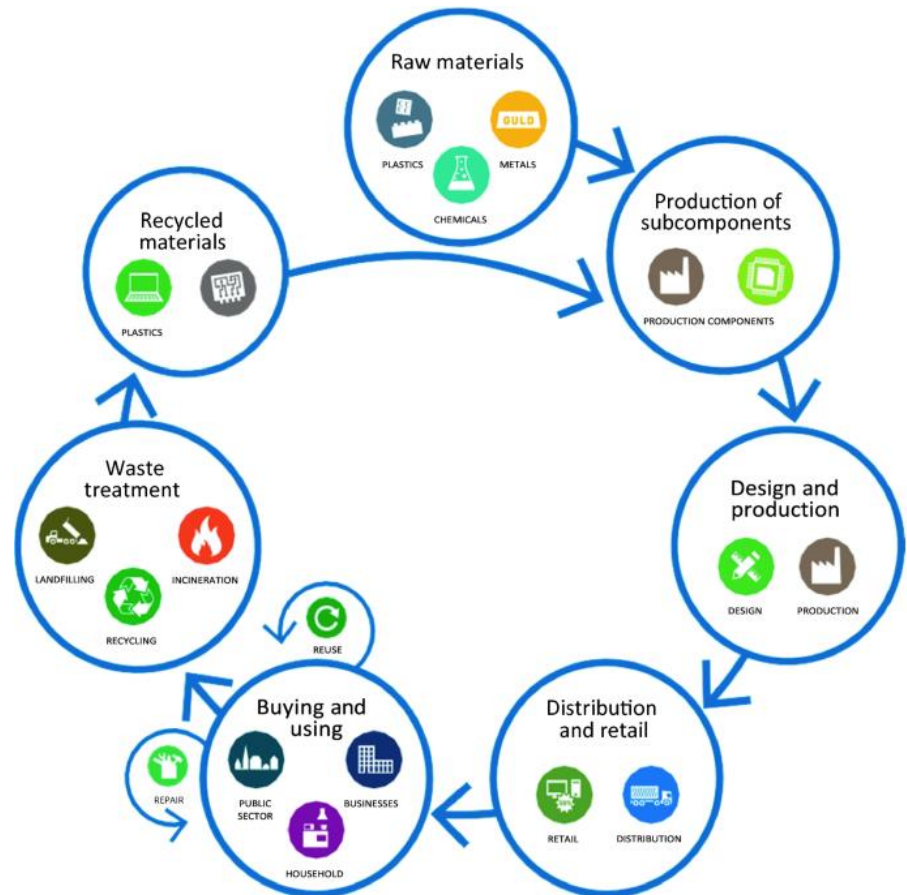 Raw materials
PLASTICS
GULD
METALS
CHEMICALS
Production of
subcomponents
PRODUCTION COMPONENTS
Design and
production
DESIGN
PRODUCTION
Distribution
and retail
RETAIL
DISTRIBUTION
Buying and
using
PUBLIC
SECTOR
BUSINESSES
HOUSEHOLD
REUSE
REPAIR
Waste
treatment
LANDFILLING
INCINERATION
RECYCLING
Recycled
materials
PLASTICS